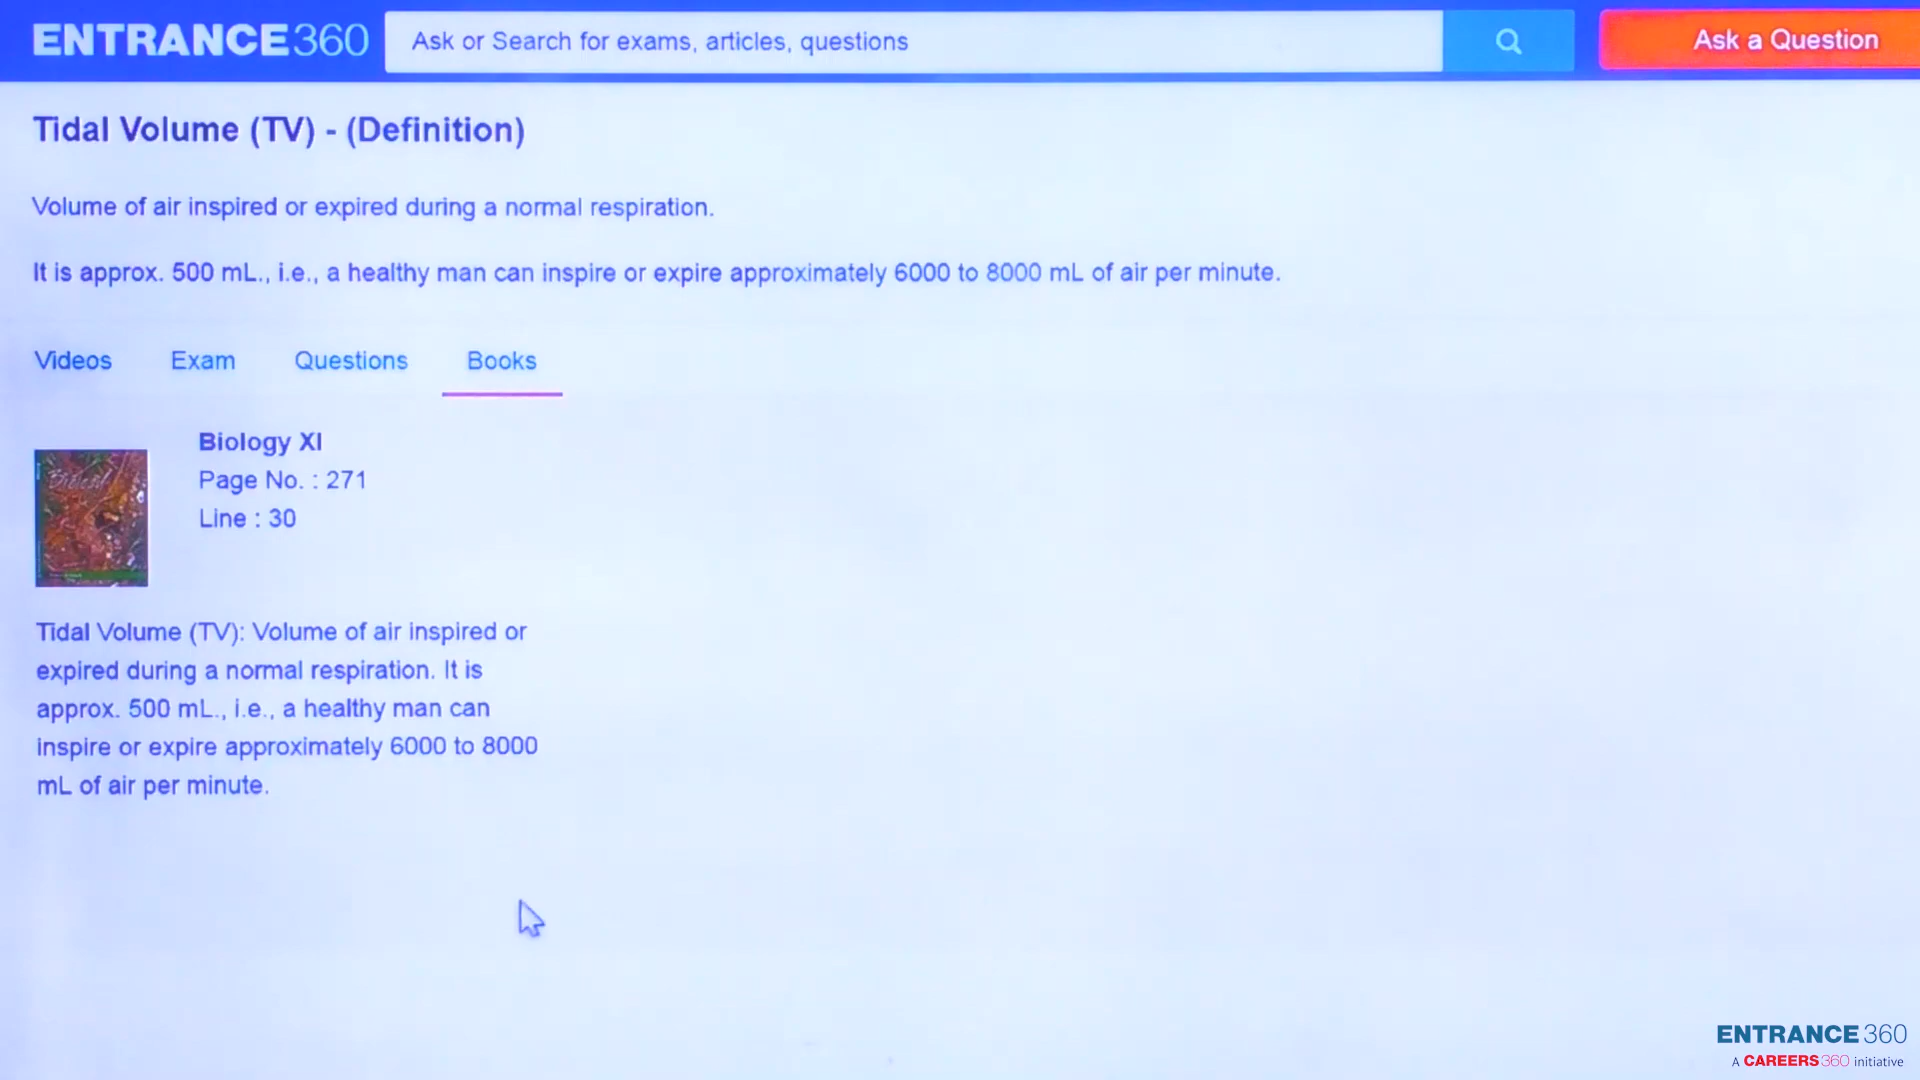 ENTRANCE360
Ask or Search for exams, articles, questions
Ask a Question
Tidal Volume (TV) - (Definition)
Volume of air inspired or expired during a normal respiration.
It is approx. 500 mL., i.e., a healthy man can inspire or expire approximately 6000 to 8000 mL of air per minute.
Videos Exam Questions Books
Biology XI
Page No. : 271
Line : 30
Tidal Volume (TV): Volume of air inspired or
expired during a normal respiration. It is
approx. 500 mL., i.e., a healthy man can
inspire or expire approximately 6000 to 8000
mL of air per minute.
ENTRANCE360
A CAREERS360 initiative